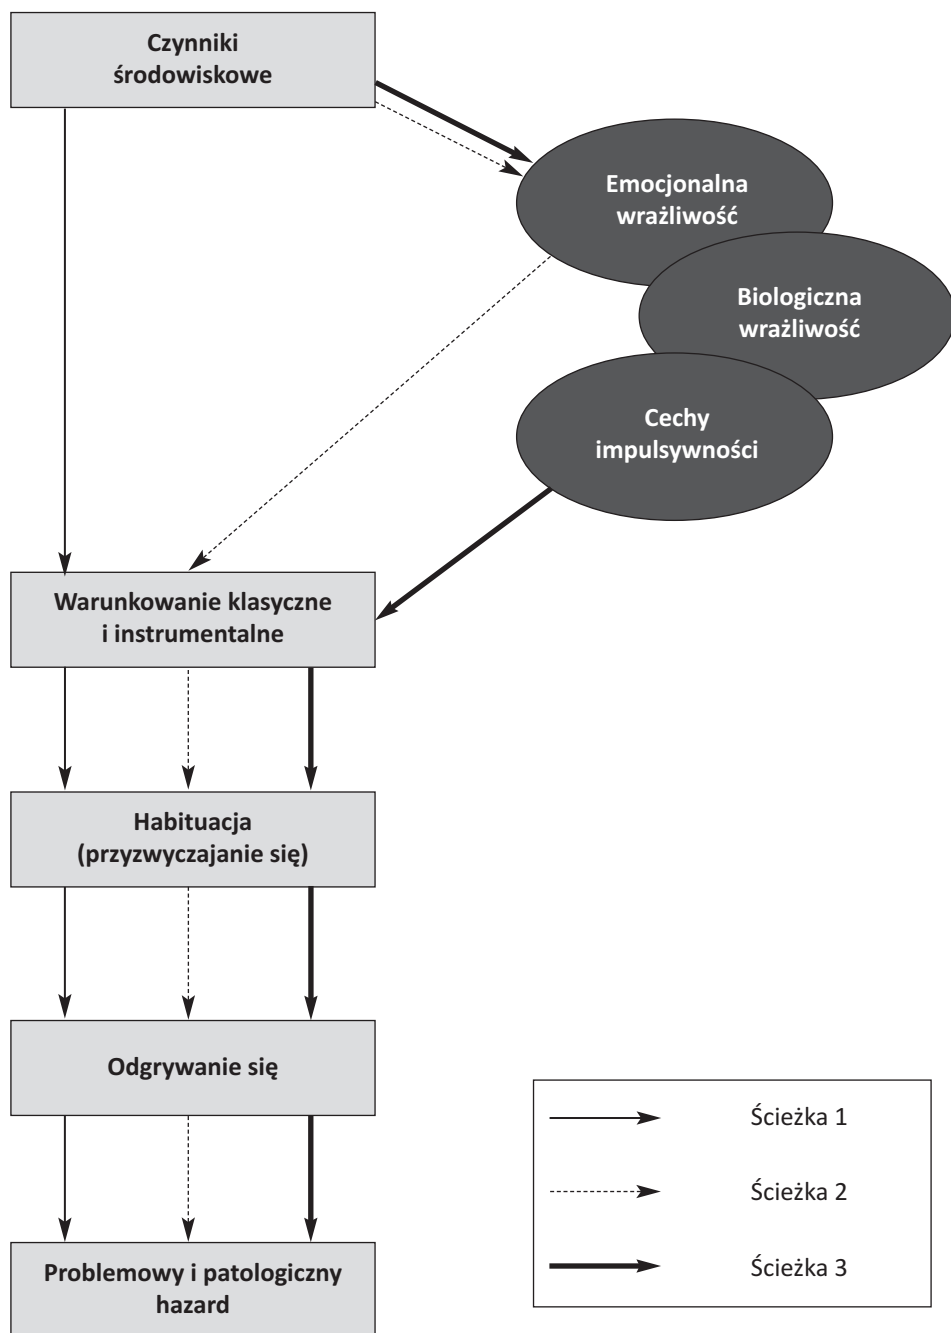 Czynniki
środowiskowe
Emocjonalna
wrażliwość
Biologiczna
wrażliwość
Cechy
impulsywności
Warunkowanie klasyczne
i instrumentalne
Habituacja
(przyzwyczajanie się)
Odgrywanie się
Problemowy i patologiczny
hazard
Ścieżka 1
Ścieżka 2
Ścieżka 3